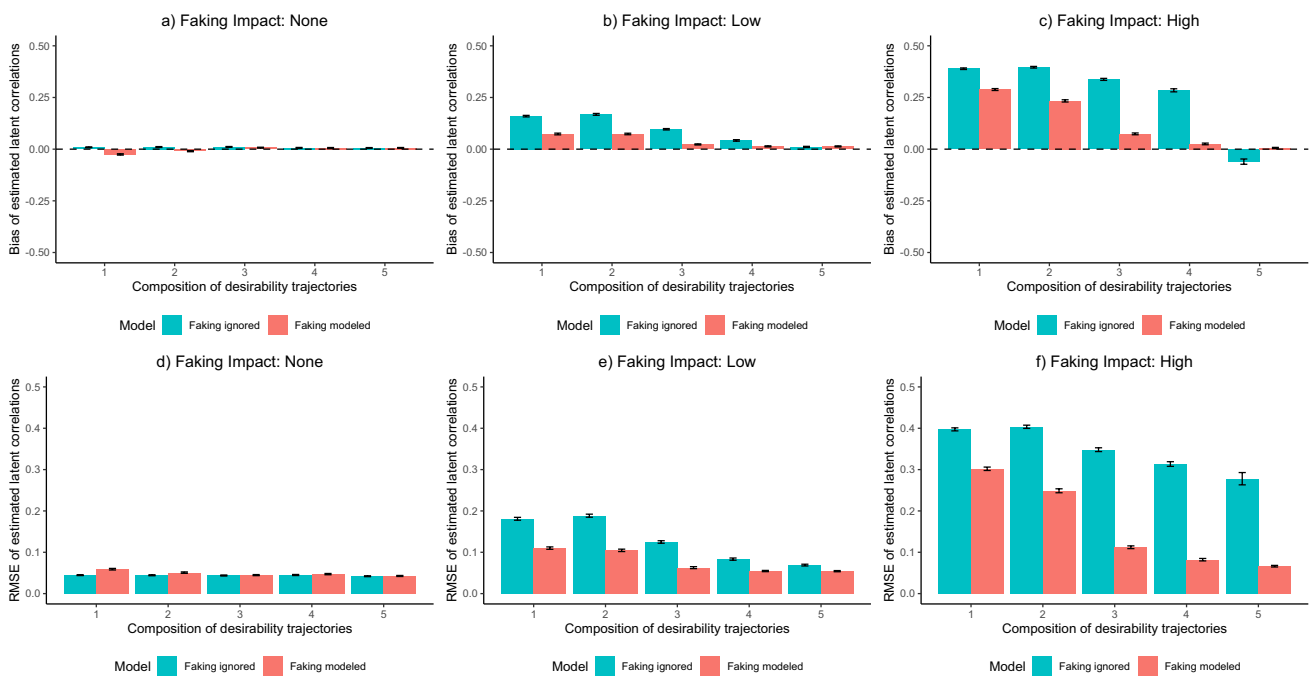 a) Faking Impact: None
Bias of estimated latent correlations
0.50
0.25
0.00
-0.25
-0.50
1 2 3 4 5
Composition of desirability trajectories
Model Faking ignored Faking modeled
b) Faking Impact: Low
Bias of estimated latent correlations
0.50
0.25
0.00
-0.25
-0.50
1 2 3 4 5
Composition of desirability trajectories
Model Faking ignored Faking modeled
c) Faking Impact: High
Bias of estimated latent correlations
0.50
0.25
0.00
-0.25
-0.50
1 2 3 4 5
Composition of desirability trajectories
Model Faking ignored Faking modeled
d) Faking Impact: None
RMSE of estimated latent correlations
0.5
0.4
0.3
0.2
0.1
0.0
1 2 3 4 5
Composition of desirability trajectories
Model Faking ignored Faking modeled
e) Faking Impact: Low
RMSE of estimated latent correlations
0.5
0.4
0.3
0.2
0.1
0.0
1 2 3 4 5
Composition of desirability trajectories
Model Faking ignored Faking modeled
f) Faking Impact: High
RMSE of estimated latent correlations
0.5
0.4
0.3
0.2
0.1
0.0
1 2 3 4 5
Composition of desirability trajectories
Model Faking ignored Faking modeled